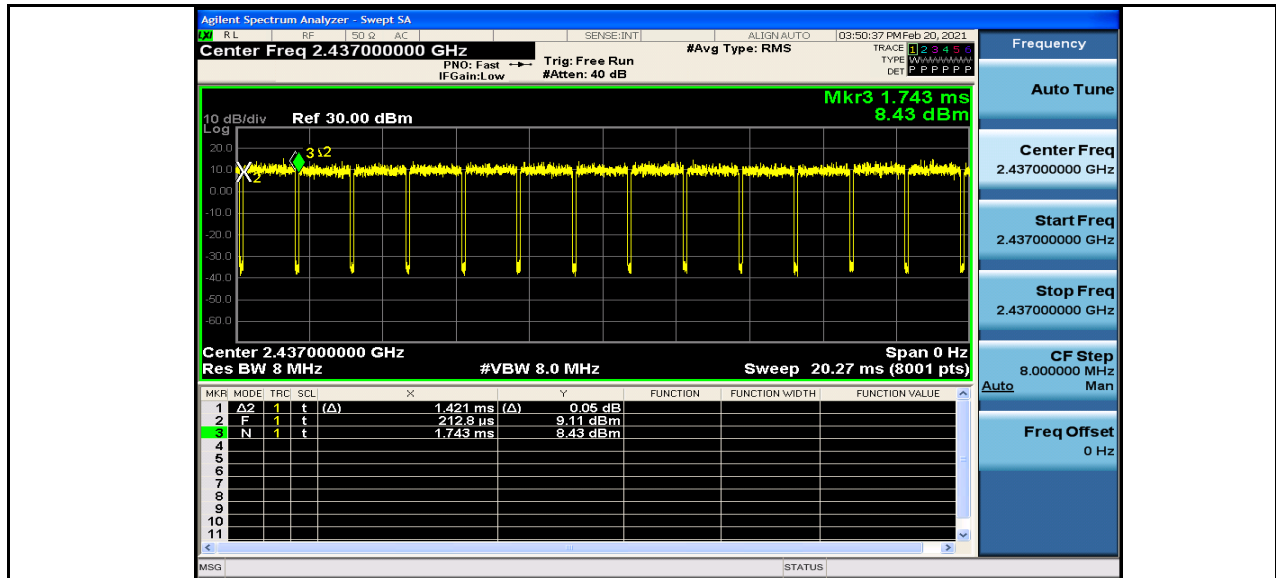 Agilent Spectrum Analyzer - Swept SA
LXI RL RF 50 Ω AC SENSE:INT ALIGN AUTO 03:50:37 PM Feb 20, 2021
Center Freq 2.437000000 GHz
PNO: Fast
IFGain:Low
Trig: Free Run
#Atten: 40 dB
#Avg Type: RMS
TRACE 1 2 3 4 5 6
TYPE
DET P P P P P P
Mkr3 1.743 ms
8.43 dBm
10 dB/div Ref 30.00 dBm
Log
20.0
10.0
0.00
-10.0
-20.0
-30.0
-40.0
-50.0
-60.0
X2
3 Δ2
Center 2.437000000 GHz Span 0 Hz
Res BW 8 MHz #VBW 8.0 MHz Sweep 20.27 ms (8001 pts)
MKR MODE TRC SCL X Y FUNCTION FUNCTION WIDTH FUNCTION VALUE
1 Δ2 1 t (Δ) 1.421 ms (Δ) 0.05 dB
2 F 1 t 212.8 µs 9.11 dBm
3 N 1 t 1.743 ms 8.43 dBm
4
5
6
7
8
9
10
11
MSG STATUS
Frequency
Auto Tune
Center Freq
2.437000000 GHz
Start Freq
2.437000000 GHz
Stop Freq
2.437000000 GHz
CF Step
8.000000 MHz
Auto Man
Freq Offset
0 Hz